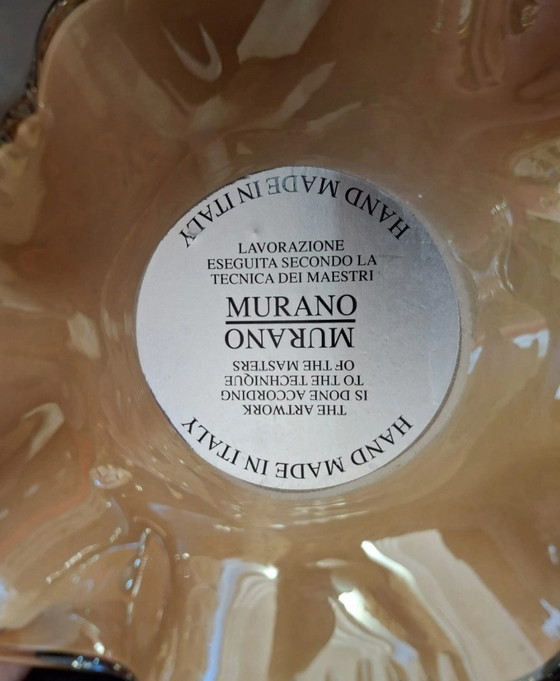 HAND MADE IN ITALY
LAVORAZIONE
ESEGUITA SECONDO LA
TECNICA DEI MAESTRI
MURANO
MURANO
THE ARTWORK
IS DONE ACCORDING
TO THE TECHNIQUE
OF THE MASTERS
HAND MADE IN ITALY